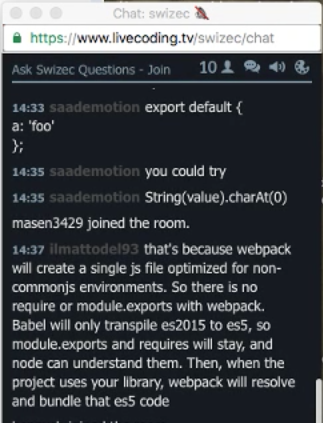 Chat: swizec
https://www.livecoding.tv/swizec/chat
Ask Swizec Questions - Join 10
14:33 saademotion export default {
a: 'foo'
};
14:35 saademotion you could try
14:35 saademotion String(value).charAt(0)
masen3429 joined the room.
14:37 ilmattodel93 that's because webpack
will create a single js file optimized for non-
commonjs environments. So there is no
require or module.exports with webpack.
Babel will only transpile es2015 to es5, so
module.exports and requires will stay, and
node can understand them. Then, when the
project uses your library, webpack will resolve
and bundle that es5 code